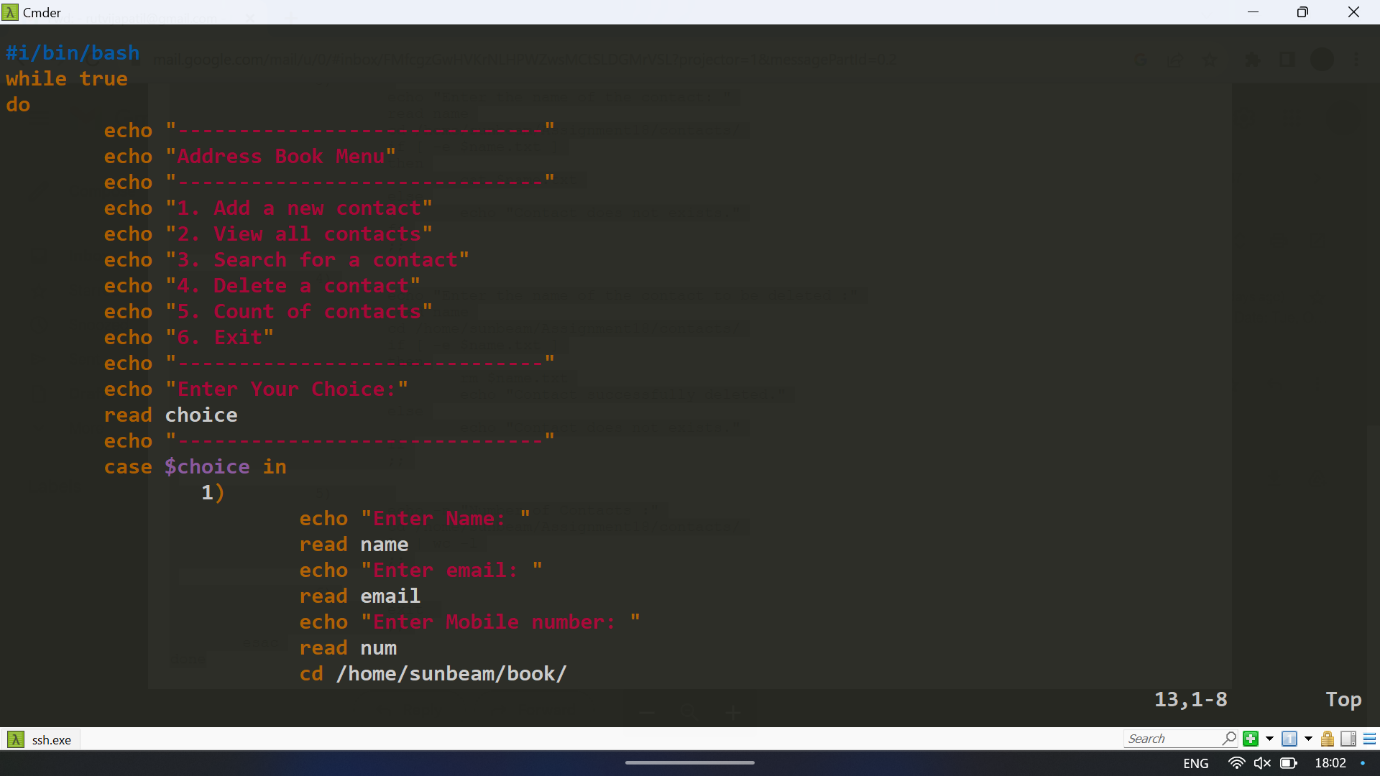 Cmder
#i/bin/bash
while true
do
echo "------------------------------"
echo "Address Book Menu"
echo "------------------------------"
echo "1. Add a new contact"
echo "2. View all contacts"
echo "3. Search for a contact"
echo "4. Delete a contact"
echo "5. Count of contacts"
echo "6. Exit"
echo "------------------------------"
echo "Enter Your Choice:"
read choice
echo "------------------------------"
case $choice in
1)
echo "Enter Name: "
read name
echo "Enter email: "
read email
echo "Enter Mobile number: "
read num
cd /home/sunbeam/book/
13,1-8 Top
ssh.exe
Search
ENG 18:02